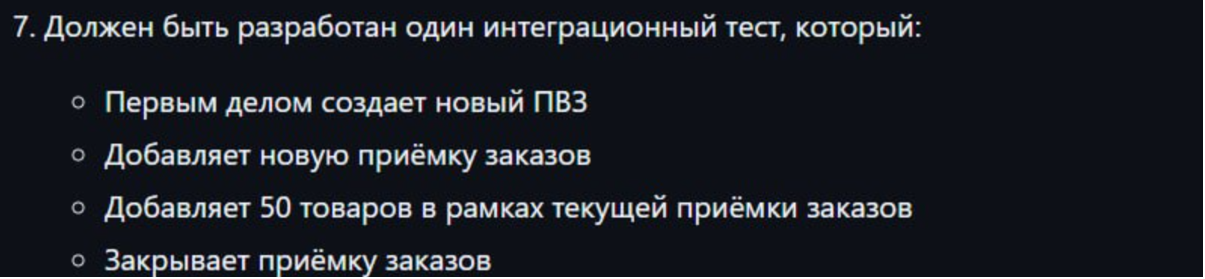 7. Должен быть разработан один интеграционный тест, который:
○ Первым делом создает новый ПВЗ
○ Добавляет новую приёмку заказов
○ Добавляет 50 товаров в рамках текущей приёмки заказов
○ Закрывает приёмку заказов